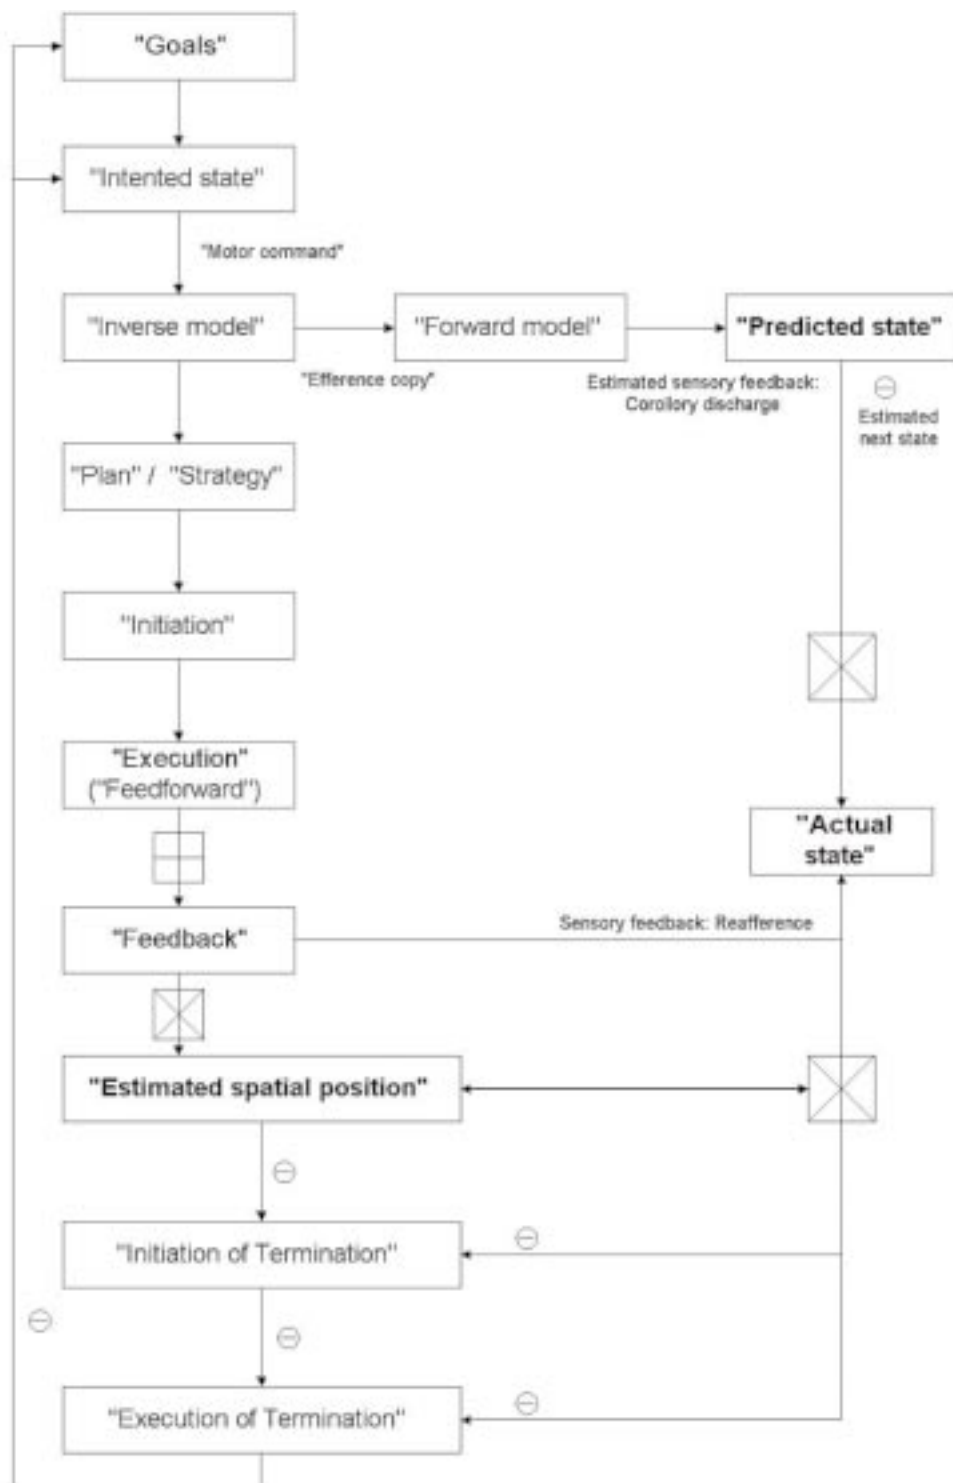 "Goals"
"Intented state"
"Motor command"
"Inverse model"
"Forward model"
"Predicted state"
"Efference copy"
Estimated sensory feedback:
Corollory discharge
Estimated
next state
"Plan" / "Strategy"
"Initiation"
"Execution"
("Feedforward")
"Actual
state"
"Feedback"
Sensory feedback: Reafference
"Estimated spatial position"
"Initiation of Termination"
"Execution of Termination"